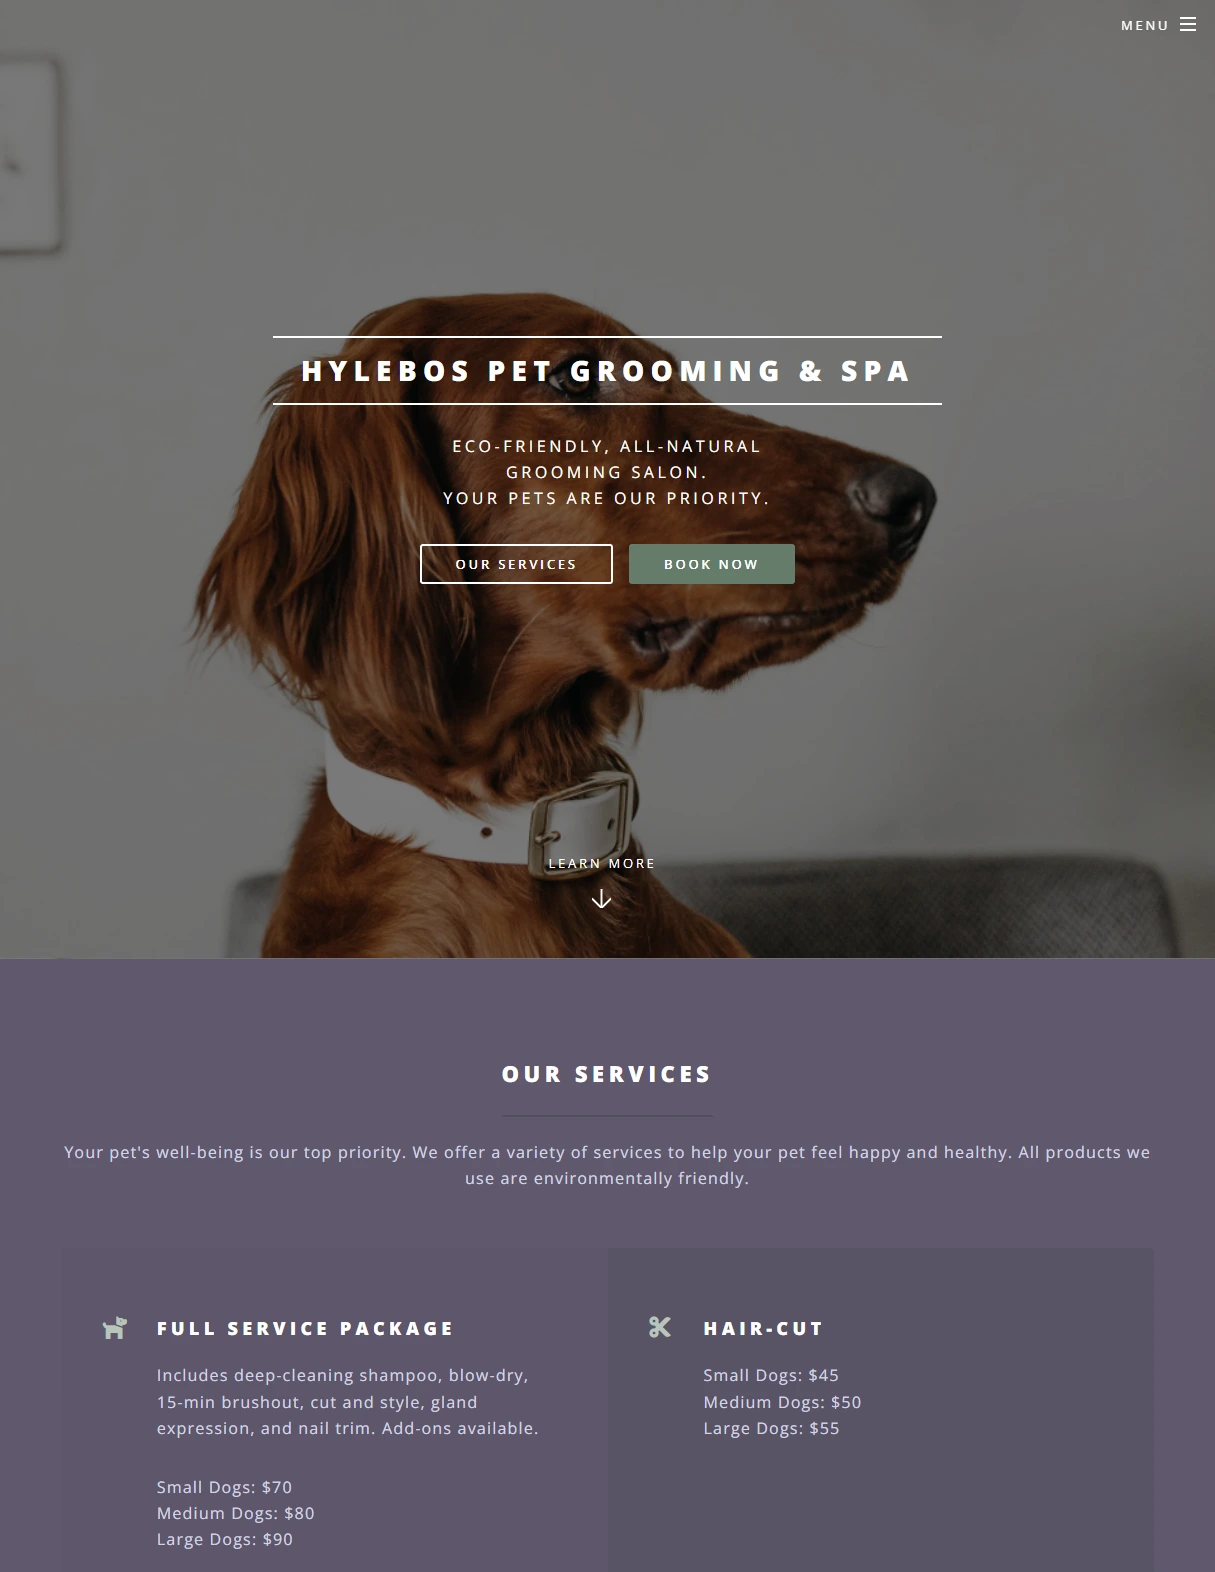 MENU
HYLEBOS PET GROOMING & SPA
ECO-FRIENDLY, ALL-NATURAL
GROOMING SALON.
YOUR PETS ARE OUR PRIORITY.
OUR SERVICES BOOK NOW
LEARN MORE
OUR SERVICES
Your pet's well-being is our top priority. We offer a variety of services to help your pet feel happy and healthy. All products we
use are environmentally friendly.
FULL SERVICE PACKAGE
Includes deep-cleaning shampoo, blow-dry,
15-min brushout, cut and style, gland
expression, and nail trim. Add-ons available.
Small Dogs: $70
Medium Dogs: $80
Large Dogs: $90
HAIR-CUT
Small Dogs: $45
Medium Dogs: $50
Large Dogs: $55